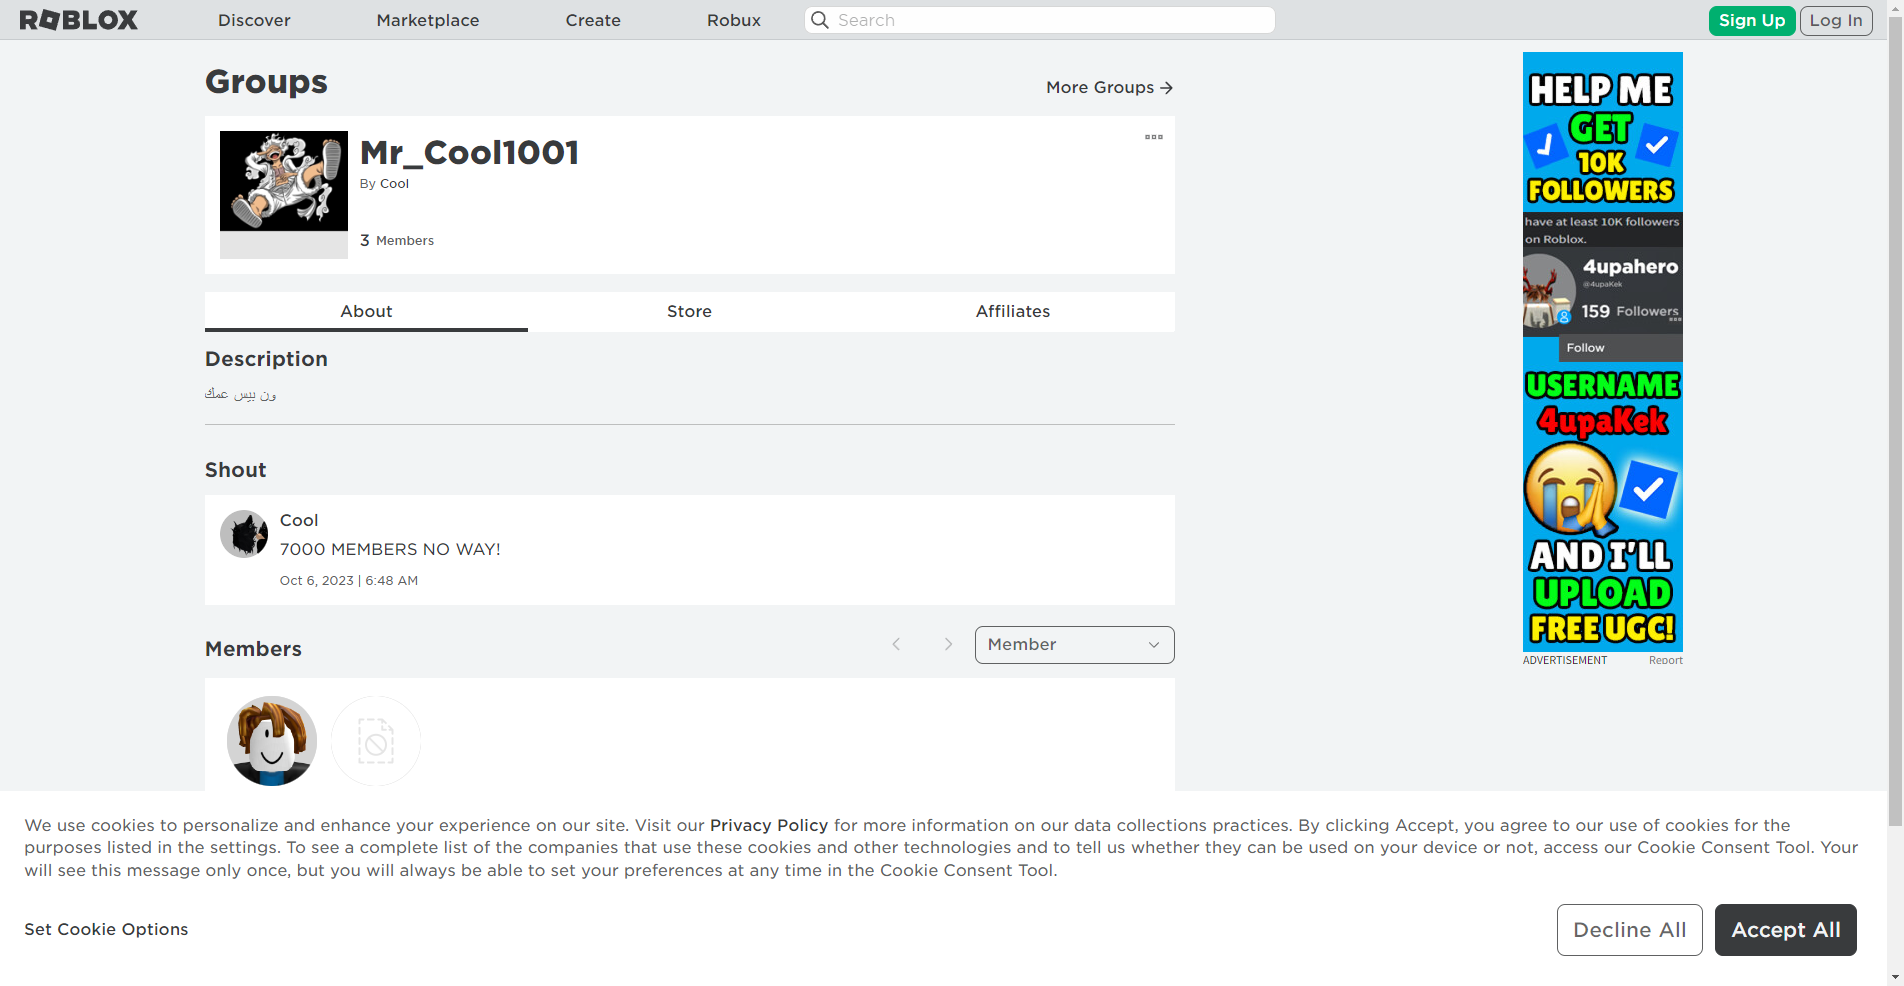 ROBLOX
Discover
Marketplace
Create
Robux
Search
Sign Up
Log In
Groups
More Groups
Mr_Cool1001
By Cool
3 Members
About
Store
Affiliates
Description
ون بيس عمك
Shout
Cool
7000 MEMBERS NO WAY!
Oct 6, 2023 | 6:48 AM
Members
Member
HELP ME
GET
10K
FOLLOWERS
have at least 10K followers
on Roblox.
4upahero
@4upaKek
159 Followers
Follow
USERNAME
4upaKek
AND I'LL
UPLOAD
FREE UGC!
ADVERTISEMENT
Report
We use cookies to personalize and enhance your experience on our site. Visit our Privacy Policy for more information on our data collections practices. By clicking Accept, you agree to our use of cookies for the
purposes listed in the settings. To see a complete list of the companies that use these cookies and other technologies and to tell us whether they can be used on your device or not, access our Cookie Consent Tool. Your
will see this message only once, but you will always be able to set your preferences at any time in the Cookie Consent Tool.
Set Cookie Options
Decline All
Accept All